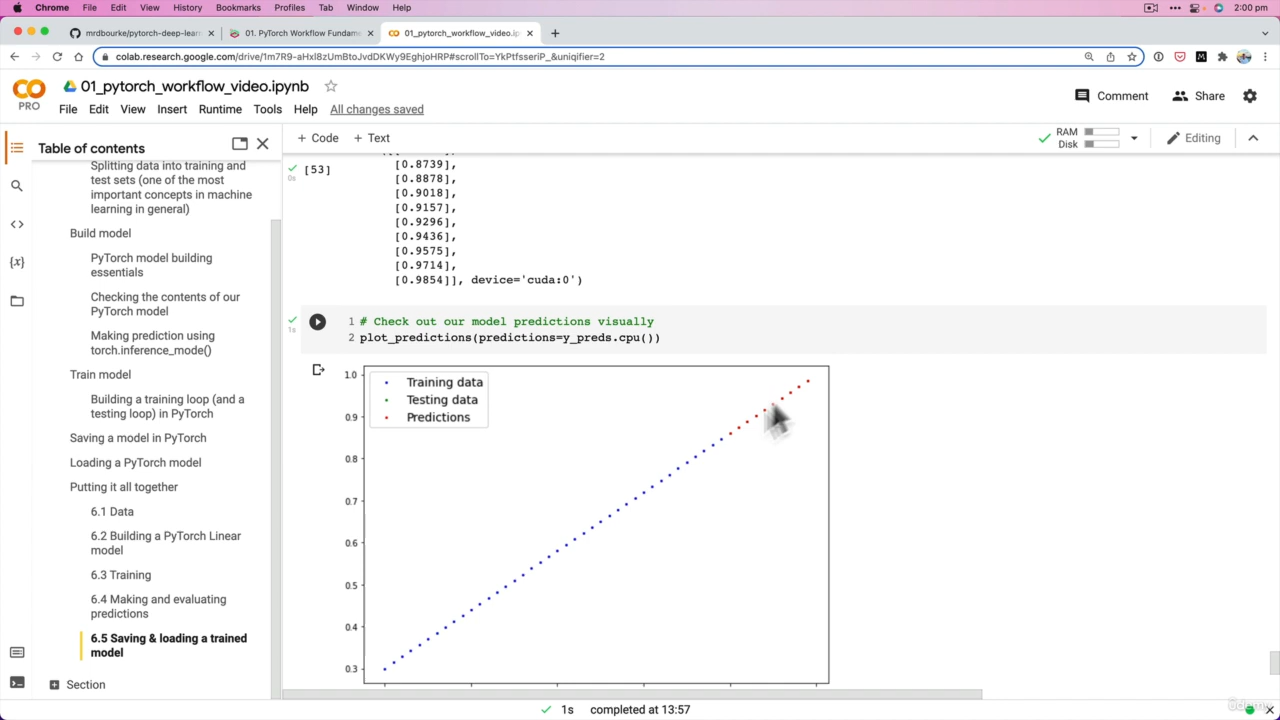 Chrome File Edit View History Bookmarks Profiles Tab Window Help 2:00 pm
mrdbourke/pytorch-deep-lear 01. PyTorch Workflow Fundame 01_pytorch_workflow_video.ip
colab.research.google.com/drive/1m7R9-aHxI8zUmBtoJvdDKWy9EghjoHRP#scrollTo=YkPtfsseriP_&uniqifier=2
PRO
01_pytorch_workflow_video.ipynb
File Edit View Insert Runtime Tools Help All changes saved
Comment Share
+ Code + Text
RAM
Disk
Editing
Table of contents
Splitting data into training and
test sets (one of the most
important concepts in machine
learning in general)
Build model
PyTorch model building
essentials
Checking the contents of our
PyTorch model
Making prediction using
torch.inference_mode()
Train model
Building a training loop (and a
testing loop) in PyTorch
Saving a model in PyTorch
Loading a PyTorch model
Putting it all together
6.1 Data
6.2 Building a PyTorch Linear
model
6.3 Training
6.4 Making and evaluating
predictions
6.5 Saving & loading a trained
model
Section
[53]
0s
[0.8739],
[0.8878],
[0.9018],
[0.9157],
[0.9296],
[0.9436],
[0.9575],
[0.9714],
[0.9854]], device='cuda:0')
1s
1 # Check out our model predictions visually
2 plot_predictions(predictions=y_preds.cpu())
Training data
Testing data
Predictions
1.0
0.9
0.8
0.7
0.6
0.5
0.4
0.3
1s completed at 13:57
ûdemy